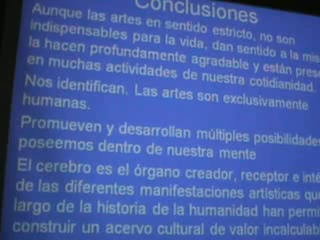 Conclusiones
Aunque las artes en sentido estricto, no son
indispensables para la vida, dan sentido a la
la hacen profundamente agradable y están
en muchas actividades de nuestra cotidianidad.
Nos identifican. Las artes son exclusivamente
humanas.
Promueven y desarrollan múltiples
poseemos dentro de nuestra mente
El cerebro es el órgano creador, receptor e
de las diferentes manifestaciones artísticas
largo de la historia de la humanidad han
construir un acervo cultural de valor